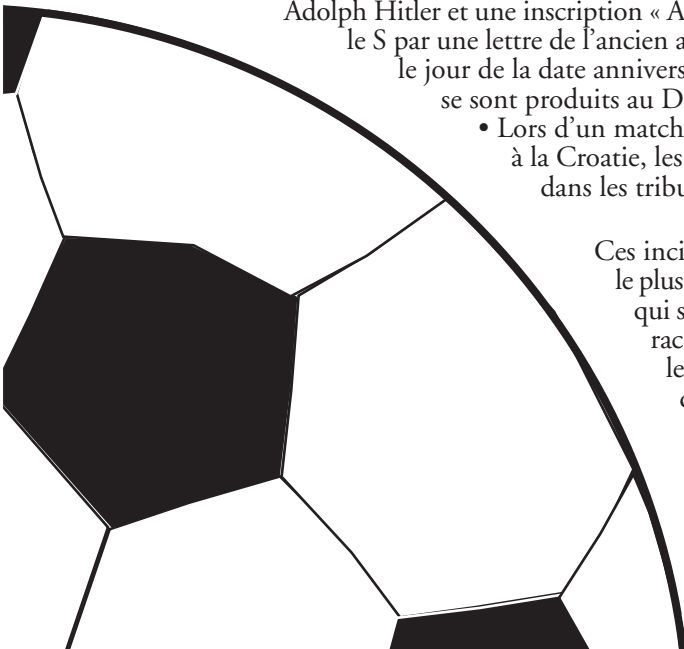 Adolph Hitler et une inscription « A
le S par une lettre de l’ancien a
le jour de la date annivers
se sont produits au D
• Lors d’un match
à la Croatie, les
dans les tribu
Ces inci
le plus
qui s
rac
le